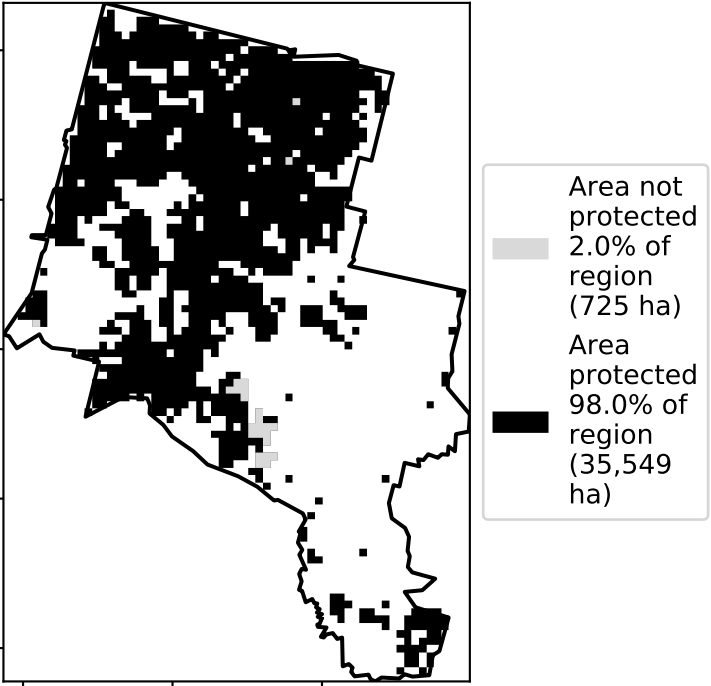 Area not
protected
2.0% of
region
(725 ha)
Area
protected
98.0% of
region
(35,549
ha)